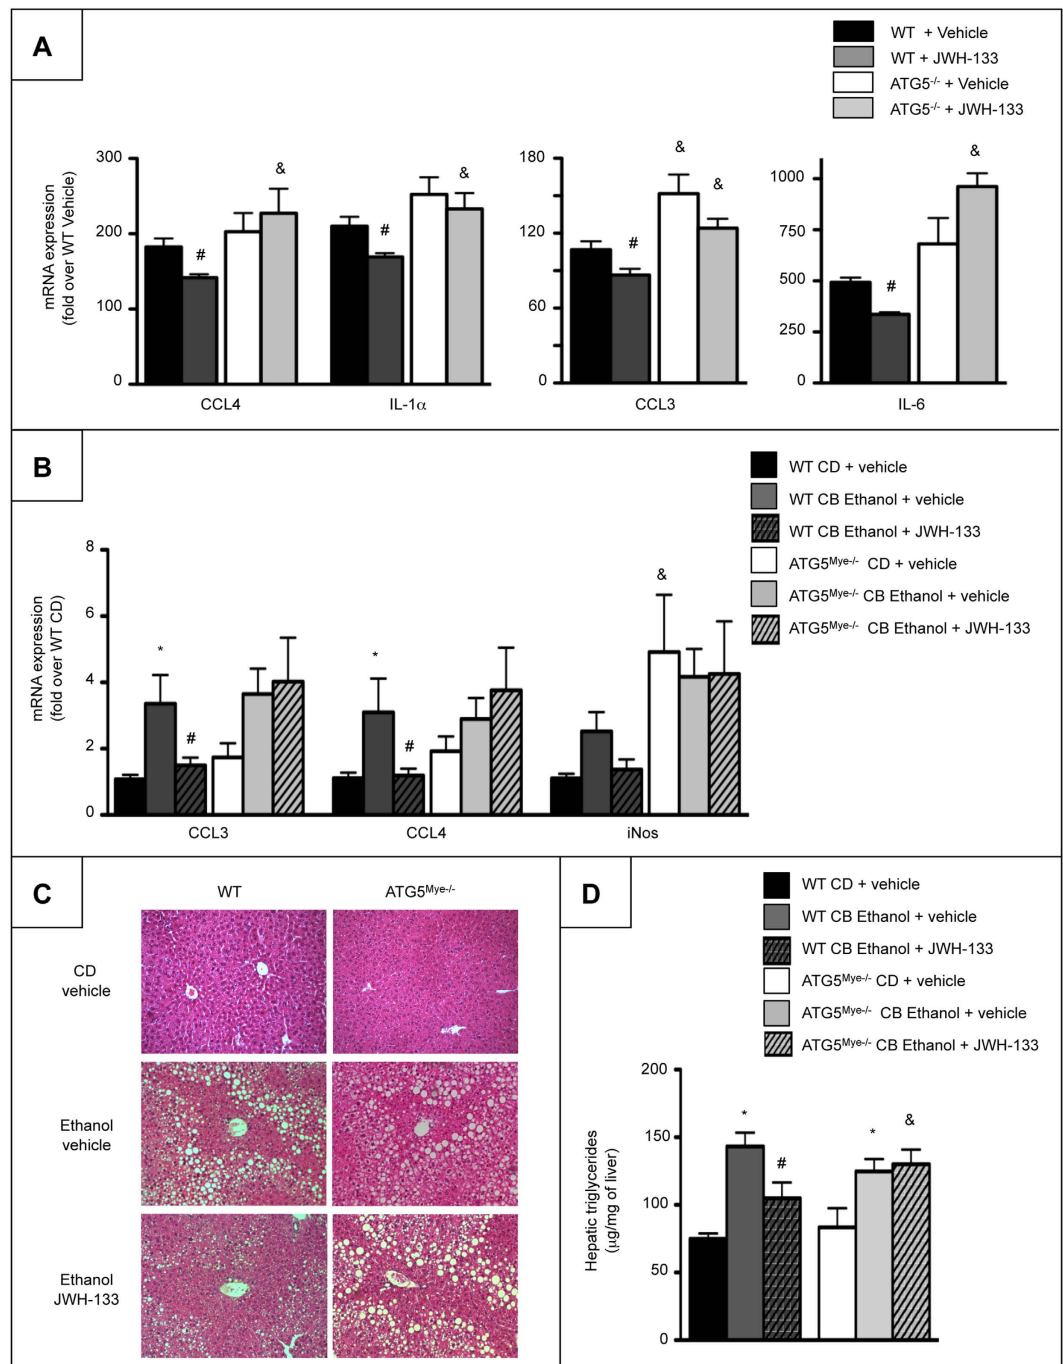 A
WT + Vehicle
WT + JWH-133
ATG5-/- + Vehicle
ATG5-/- + JWH-133
mRNA expression
(fold over WT Vehicle)
300
200
100
0
&
#
&
#
CCL4
IL-1α
180
120
60
0
&
&
#
CCL3
1000
750
500
250
0
&
#
IL-6
B
WT CD + vehicle
WT CB Ethanol + vehicle
WT CB Ethanol + JWH-133
ATG5Mye-/- CD + vehicle
ATG5Mye-/- CB Ethanol + vehicle
ATG5Mye-/- CB Ethanol + JWH-133
mRNA expression
(fold over WT CD)
8
6
4
2
0
*
#
*
#
&
CCL3
CCL4
iNos
C
WT
ATG5Mye-/-
CD
vehicle
Ethanol
vehicle
Ethanol
JWH-133
D
WT CD + vehicle
WT CB Ethanol + vehicle
WT CB Ethanol + JWH-133
ATG5Mye-/- CD + vehicle
ATG5Mye-/- CB Ethanol + vehicle
ATG5Mye-/- CB Ethanol + JWH-133
Hepatic triglycerides
(µg/mg of liver)
200
150
100
50
0
*
#
*
&